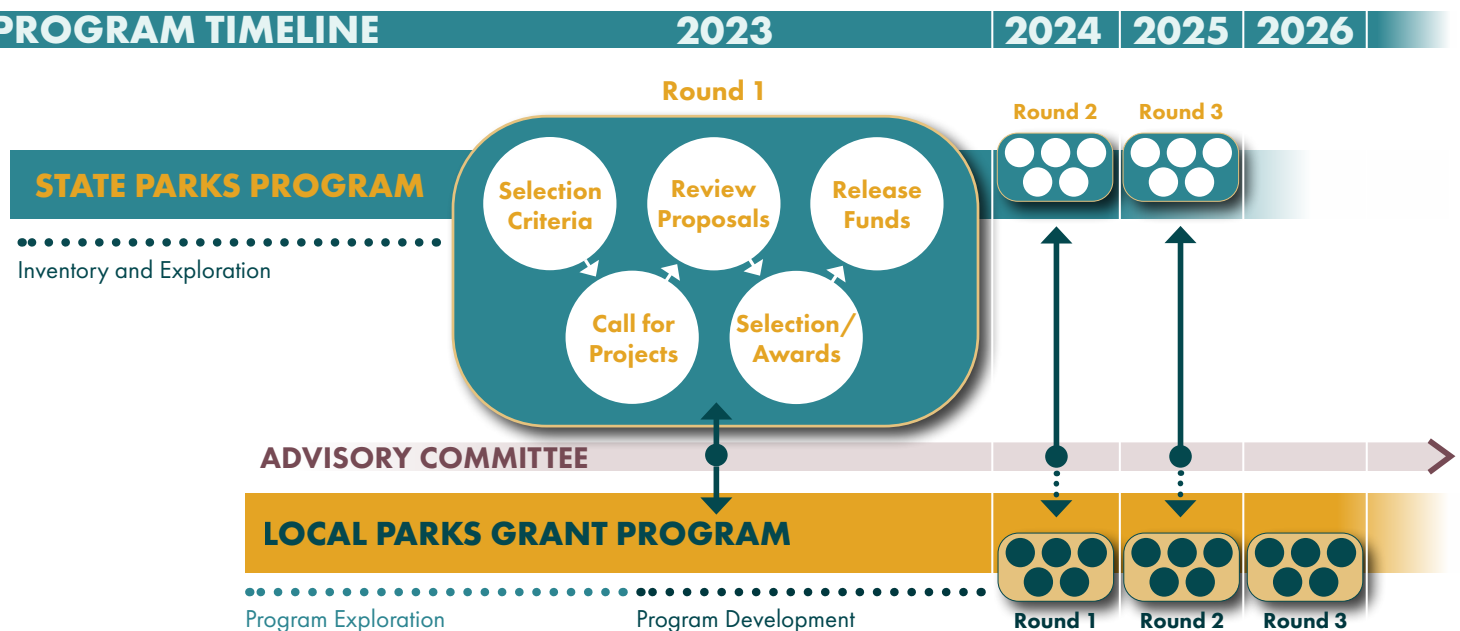 PROGRAM TIMELINE 2023 2024 2025 2026
Round 1
Round 2 Round 3
STATE PARKS PROGRAM
Selection
Criteria
Review
Proposals
Release
Funds
Inventory and Exploration
Call for
Projects
Selection/
Awards
ADVISORY COMMITTEE
LOCAL PARKS GRANT PROGRAM
Program Exploration Program Development
Round 1 Round 2 Round 3